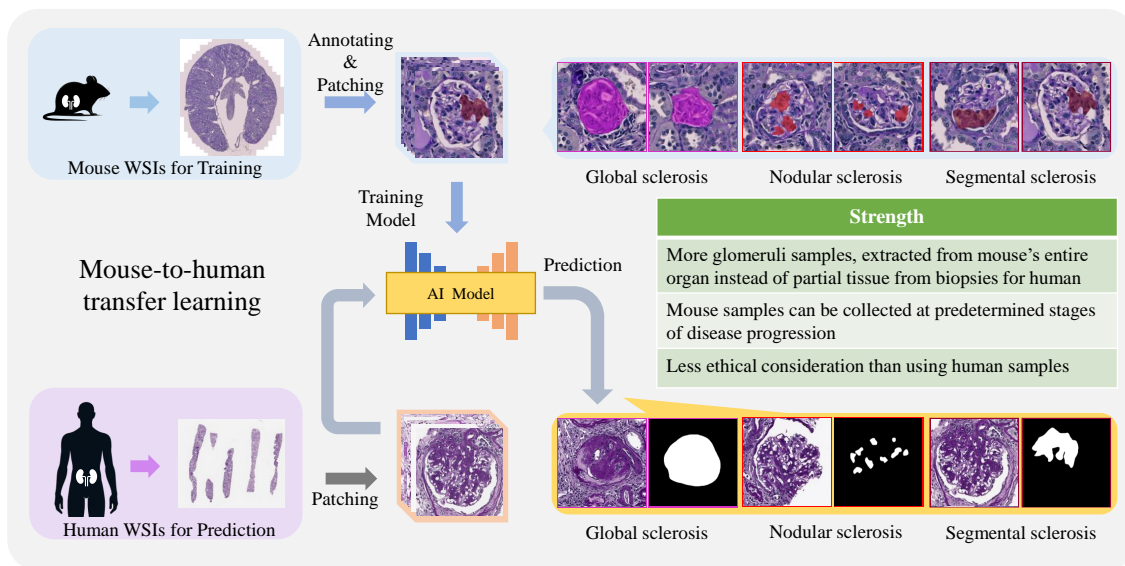 Annotating
&
Patching
Mouse WSIs for Training
Global sclerosis
Nodular sclerosis
Segmental sclerosis
Training
Model
Mouse-to-human
transfer learning
AI Model
Prediction
Strength
More glomeruli samples, extracted from mouse's entire
organ instead of partial tissue from biopsies for human
Mouse samples can be collected at predetermined stages
of disease progression
Less ethical consideration than using human samples
Human WSIs for Prediction
Patching
Global sclerosis
Nodular sclerosis
Segmental sclerosis